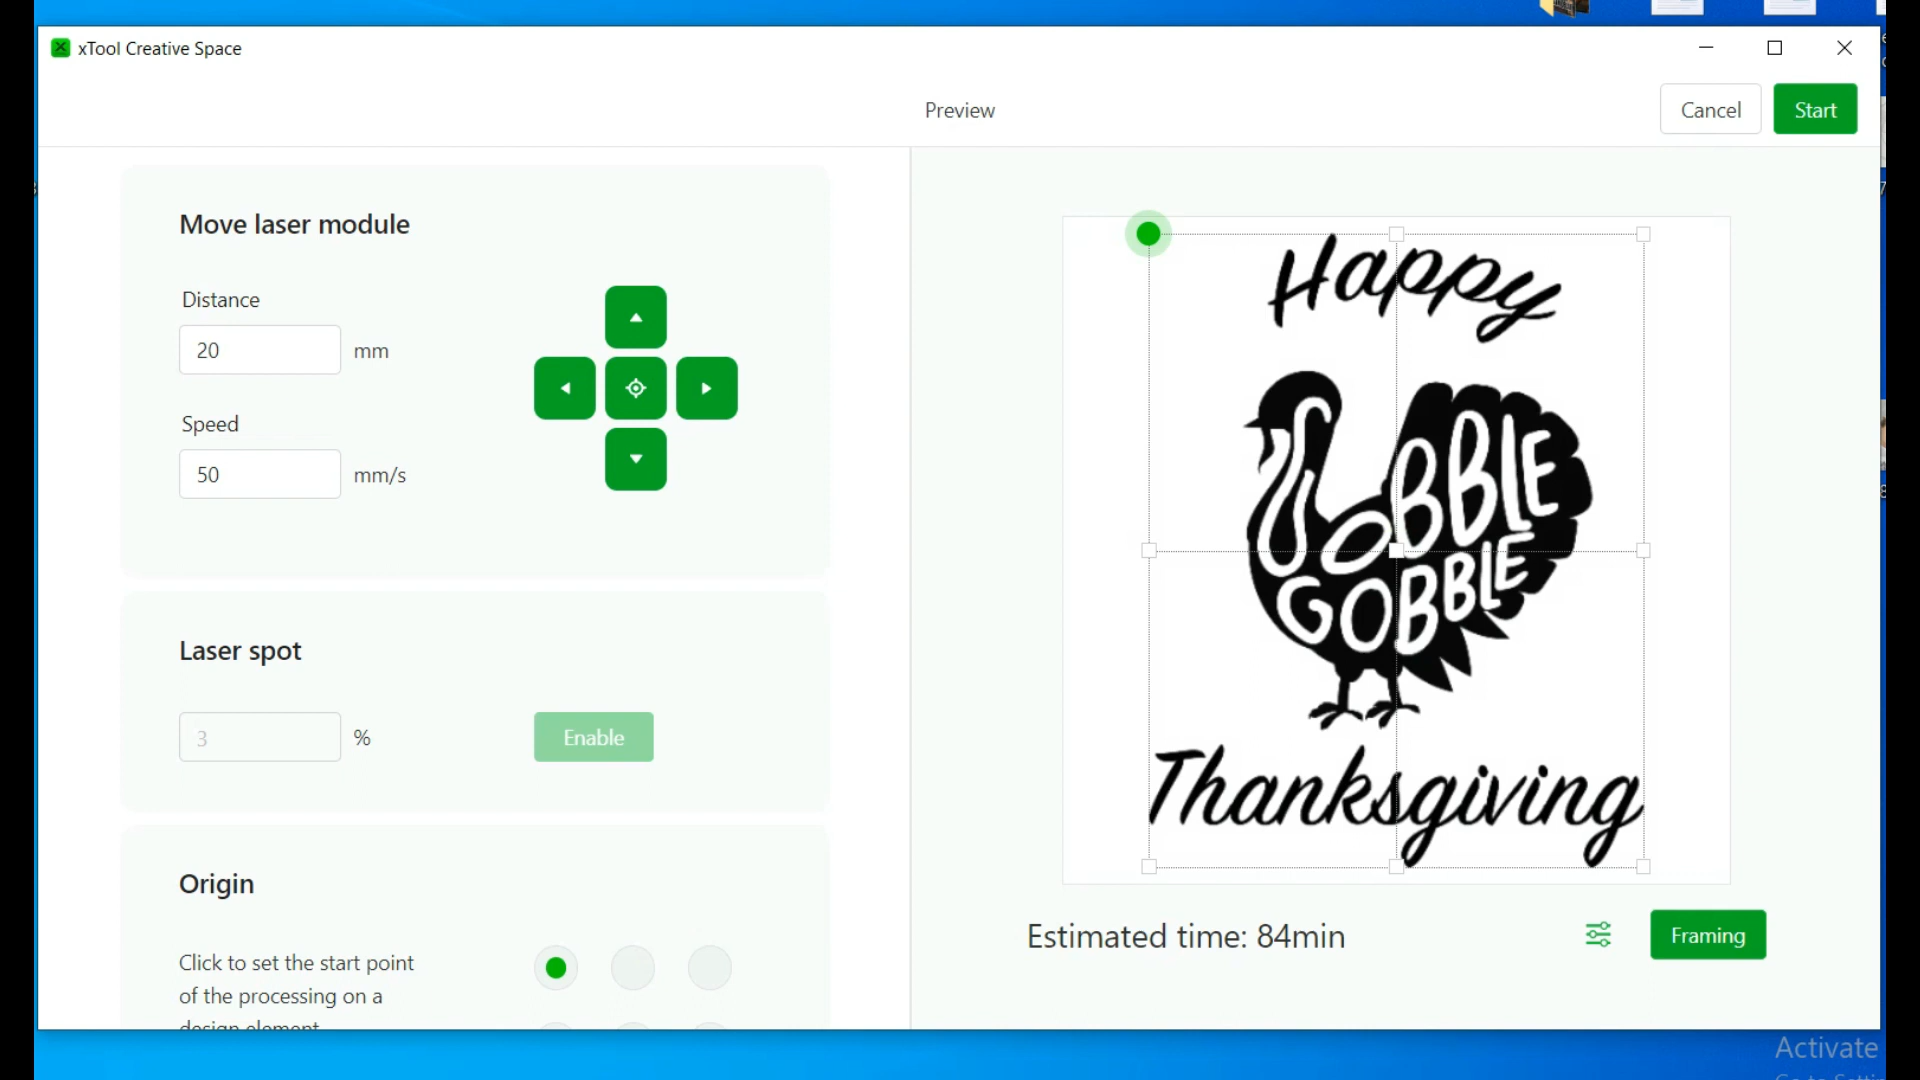 xTool Creative Space
Preview
Cancel
Start
Move laser module
Distance
20
mm
Speed
50
mm/s
Laser spot
3
%
Enable
Origin
Click to set the start point
of the processing on a
design element
Happy
GOBBLE
GOBBLE
Thanksgiving
Estimated time: 84min
Framing
Activate